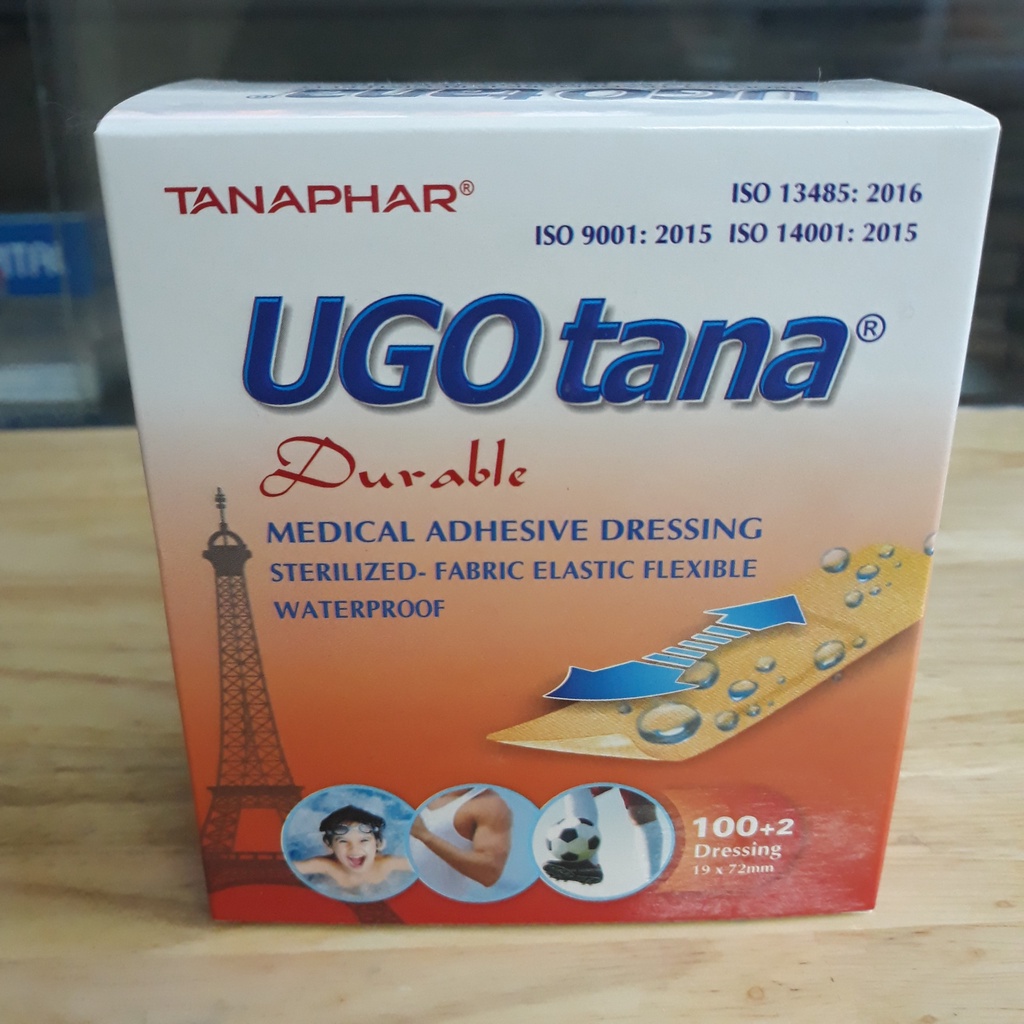 UGOtana®
TANAPHAR®
ISO 13485: 2016
ISO 9001: 2015 ISO 14001: 2015
UGOtana®
Durable
MEDICAL ADHESIVE DRESSING
STERILIZED- FABRIC ELASTIC FLEXIBLE
WATERPROOF
100+2
Dressing
19 x 72mm